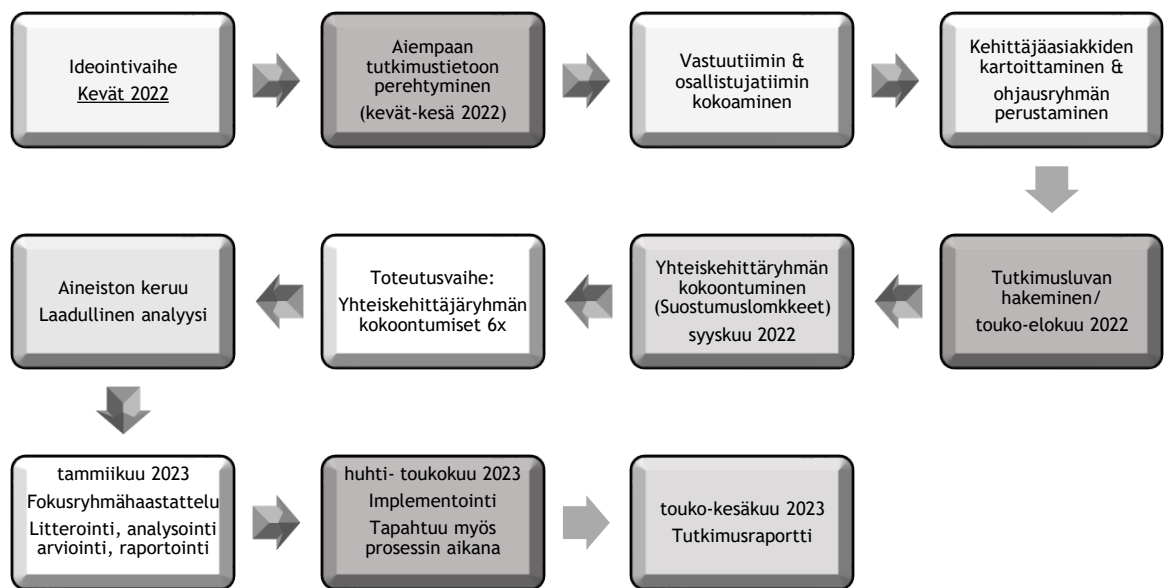 Ideointivaihe
Kevät 2022
Aiempaan
tutkimustietoon
perehtyminen
(kevät-kesä 2022)
Vastuutiimin &
osallistujatiimin
kokoaminen
Kehittäjäasiakkiden
kartoittaminen &
ohjausryhmän
perustaminen
Tutkimusluvan
hakeminen/
touko-elokuu 2022
Yhteiskehittäryhmän
kokoontuminen
(Suostumuslomkkeet)
syyskuu 2022
Toteutusvaihe:
Yhteiskehittäjäryhmän
kokoontumiset 6x
Aineiston keruu
Laadullinen analyysi
tammiikuu 2023
Fokusryhmähaastattelu
Litterointi, analysointi
arviointi, raportointi
huhti- toukokuu 2023
Implementointi
Tapahtuu myös
prosessin aikana
touko-kesäkuu 2023
Tutkimusraportti